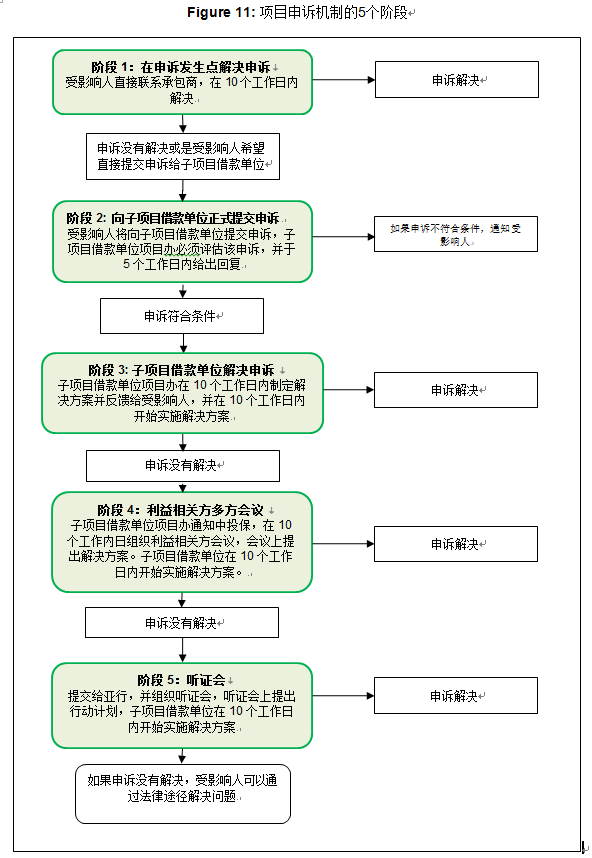 Figure 11: 项目申诉机制的5个阶段
阶段 1：在申诉发生点解决申诉
受影响人直接联系承包商，在 10个工作日内
解决.
申诉解决
申诉没有解决或是受影响人希望
直接提交申诉给子项目借款单位
阶段 2: 向子项目借款单位正式提交申诉
受影响人将向子项目借款单位提交申诉，子
项目借款单位项目办必须评估该申诉，并于
5个工作日内给出回复.
如果申诉不符合条件，通知受
影响人.
申诉符合条件
阶段 3: 子项目借款单位解决申诉
子项目借款单位项目办在 10 个工作日内制定解
决方案并反馈给受影响人，并在 10 个工作日内
开始实施解决方案.
申诉解决
申诉没有解决
阶段 4：利益相关方多方会议
子项目借款单位项目办通知中投保，在 10
个工作内日组织利益相关方会议，会议上提
出解决方案。子项目借款单位在 10 个工作
日内开始实施解决方案。.
申诉解决
申诉没有解决
阶段 5：听证会
提交给亚行，并组织听证会，听证会上提出
行动计划，子项目借款单位在 10 个工作日
内开始实施解决方案.
申诉解决
如果申诉没有解决，受影响人可以通
过法律途径解决问题.